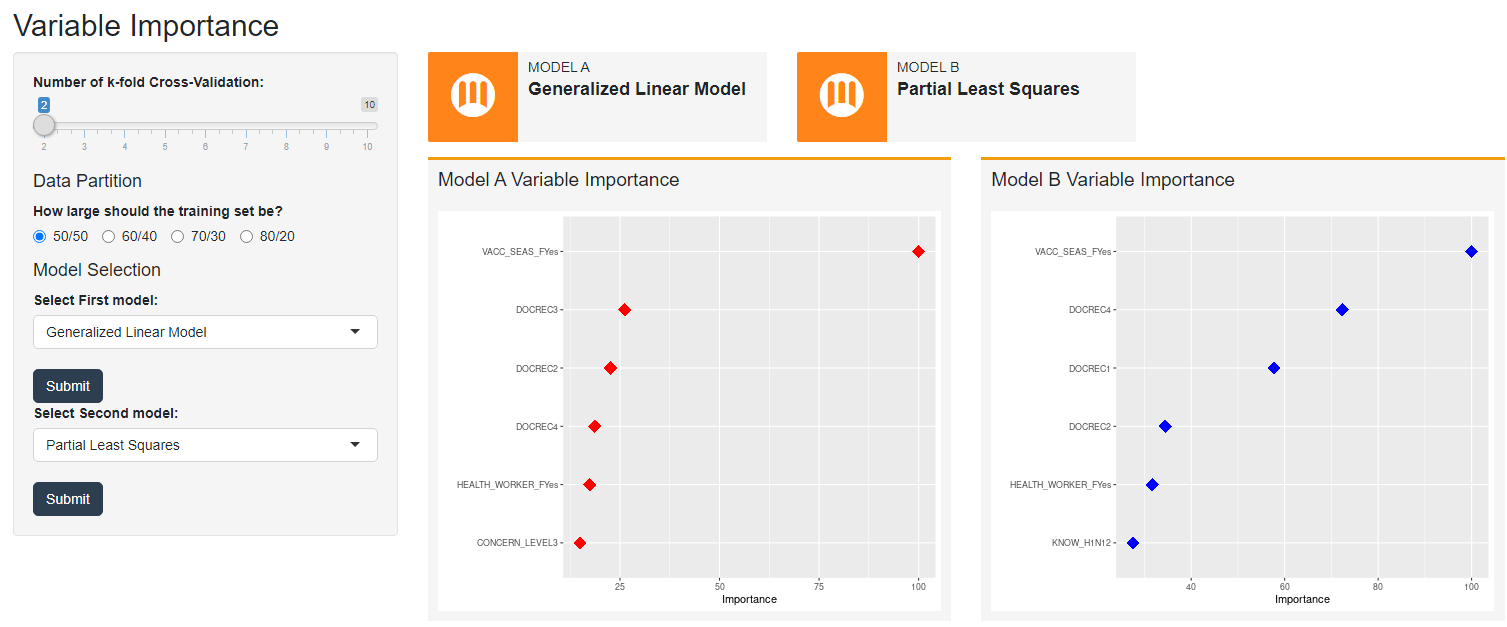 Variable Importance
Number of k-fold Cross-Validation:
2 10
2 3 4 5 6 7 8 9 10
Data Partition
How large should the training set be?
50/50 60/40 70/30 80/20
Model Selection
Select First model:
Generalized Linear Model
Submit
Select Second model:
Partial Least Squares
Submit
MODEL A
Generalized Linear Model
MODEL B
Partial Least Squares
Model A Variable Importance
VACC_SEAS_FYes
DOCREC3
DOCREC2
DOCREC4
HEALTH_WORKER_FYes
CONCERN_LEVEL3
25 50 75 100
Importance
Model B Variable Importance
VACC_SEAS_FYes
DOCREC4
DOCREC1
DOCREC2
HEALTH_WORKER_FYes
KNOW_H1N12
40 60 80 100
Importance